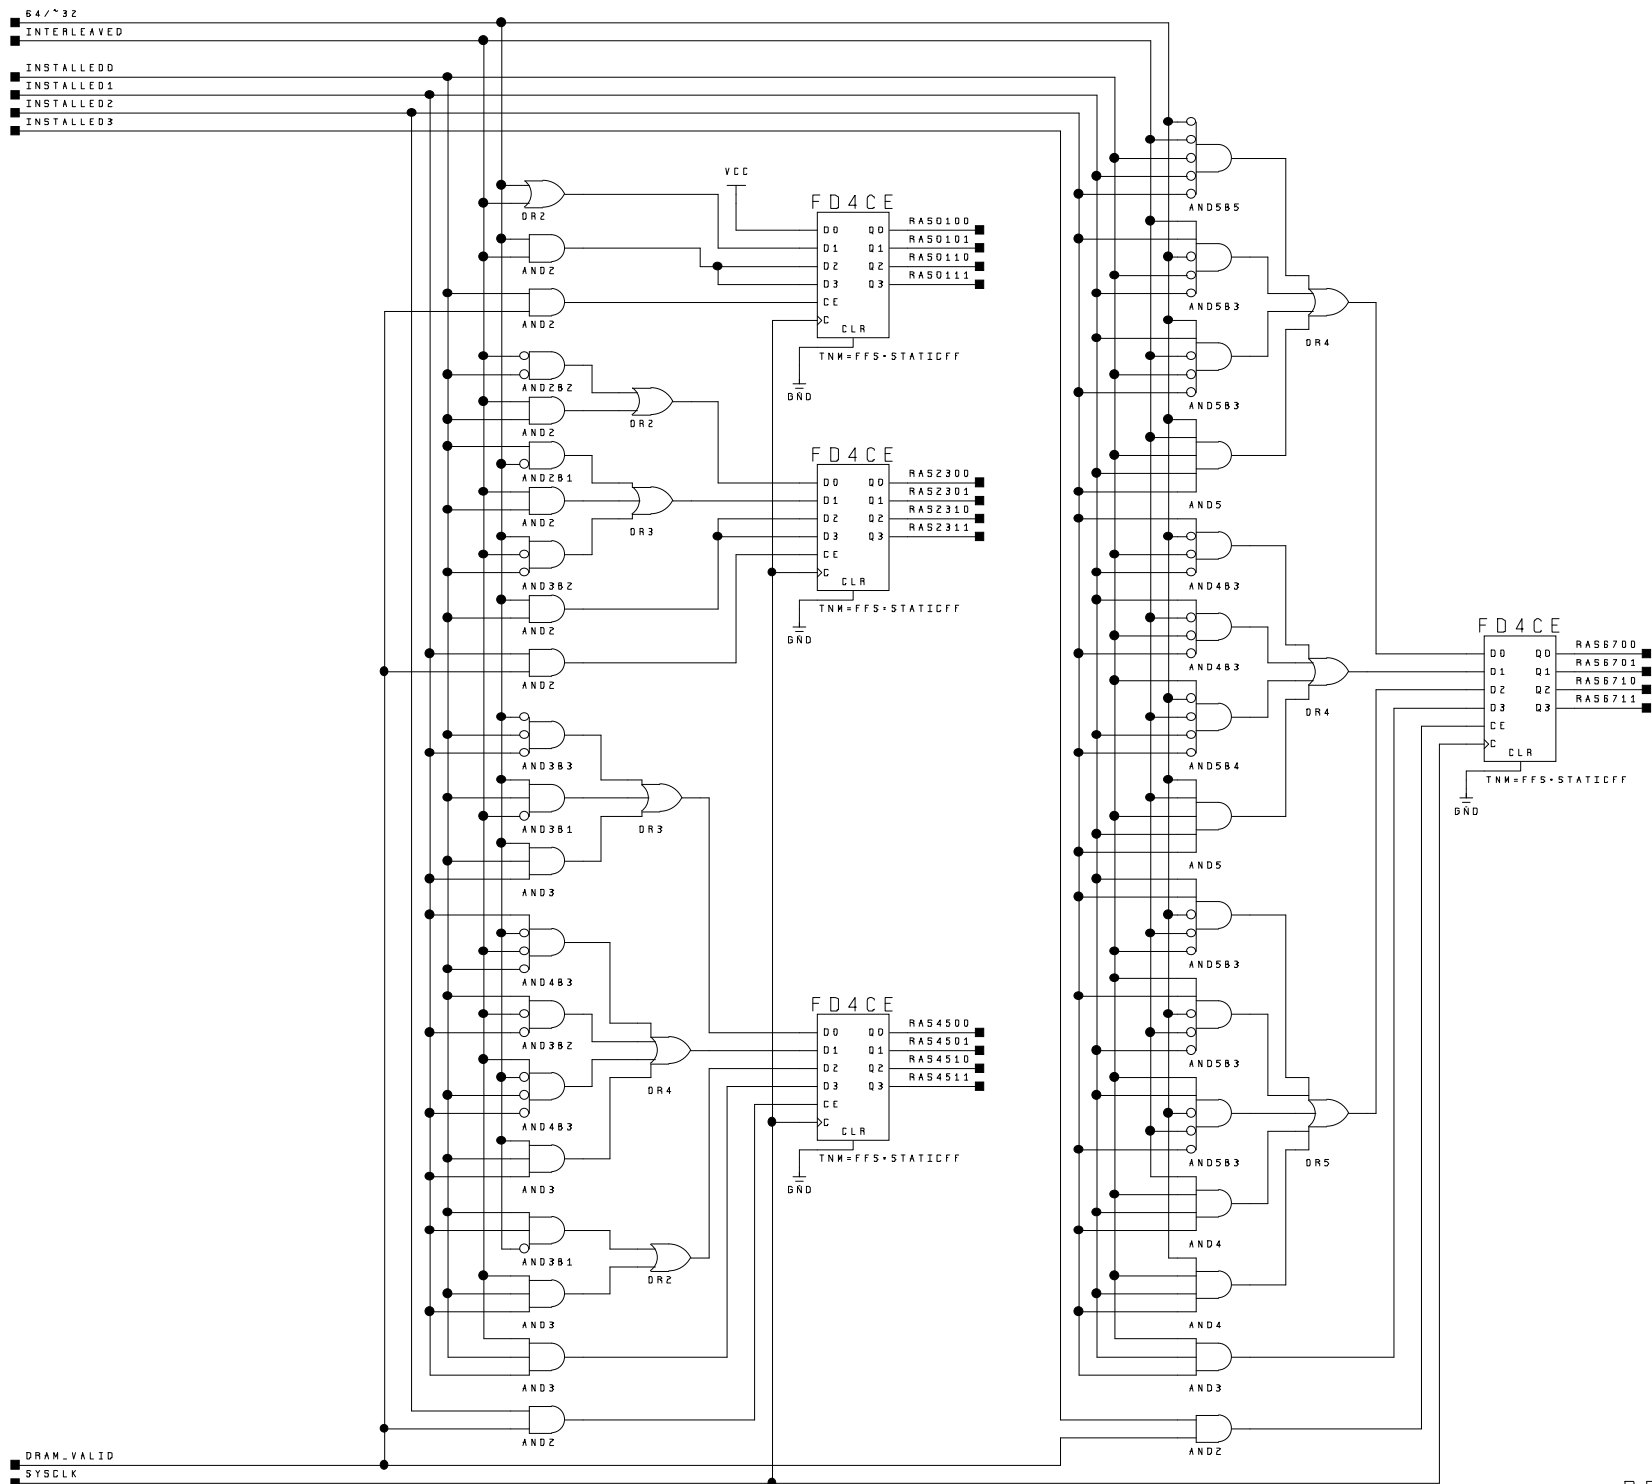 64/~32
INTERLEAVED
INSTALLED0
INSTALLED1
INSTALLED2
INSTALLED3
VCC
OR2
AND2
AND2
FD4CE
D0 Q0 RAS0100
D1 Q1 RAS0101
D2 Q2 RAS0110
D3 Q3 RAS0111
CE
C
CLR
TNM=FFS:STATICFF
GND
AND2B2
AND2
OR2
AND2B1
AND2
OR3
AND3B2
AND2
AND2
FD4CE
D0 Q0 RAS2300
D1 Q1 RAS2301
D2 Q2 RAS2310
D3 Q3 RAS2311
CE
C
CLR
TNM=FFS:STATICFF
GND
AND3B3
AND3B1
OR3
AND3
AND4B3
AND3B2
OR4
AND4B3
AND3
AND3B1
OR2
AND3
AND3
AND2
FD4CE
D0 Q0 RAS4500
D1 Q1 RAS4501
D2 Q2 RAS4510
D3 Q3 RAS4511
CE
C
CLR
TNM=FFS:STATICFF
GND
AND5B5
AND5B3
OR4
AND5B3
AND5
AND4B3
AND4B3
OR4
AND5B4
AND5
AND5B3
AND5B3
AND5B3
OR5
AND4
AND4
AND3
AND2
FD4CE
D0 Q0 RAS6700
D1 Q1 RAS6701
D2 Q2 RAS6710
D3 Q3 RAS6711
CE
C
CLR
TNM=FFS:STATICFF
GND
DRAM_VALID
SYSCLK